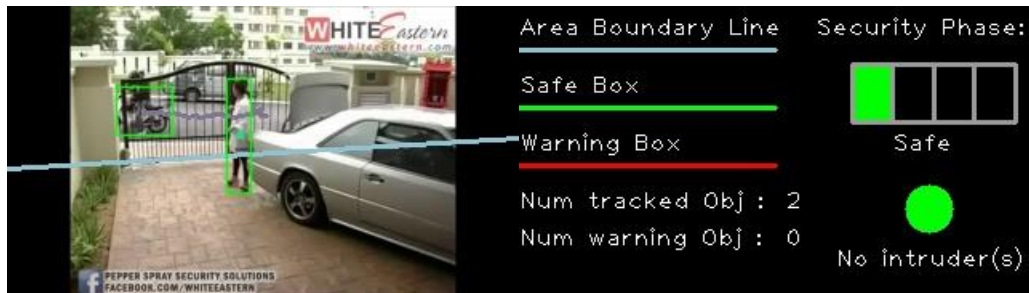 WHITE Eastern
www.whiteeastern.com
PEPPER SPRAY SECURITY SOLUTIONS
FACEBOOK.COM/WHITEEASTERN
Area Boundary Line
Safe Box
Warning Box
Num tracked Obj : 2
Num warning Obj : 0
Security Phase:
Safe
No intruder(s)